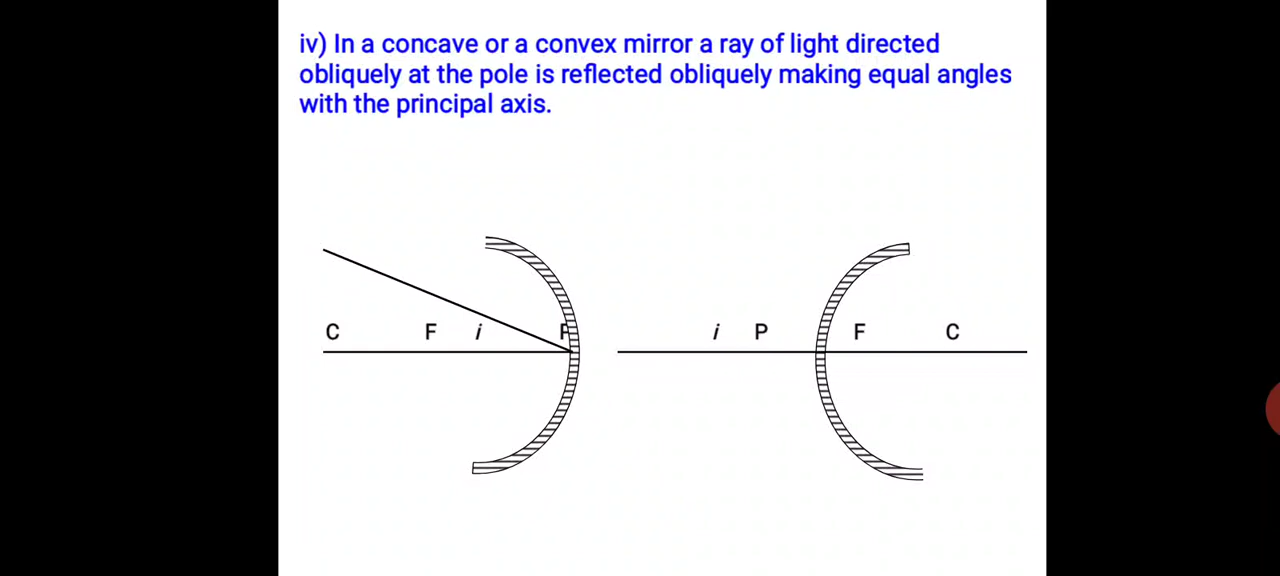 iv) In a concave or a convex mirror a ray of light directed
obliquely at the pole is reflected obliquely making equal angles
with the principal axis.
C F i P
i P F C